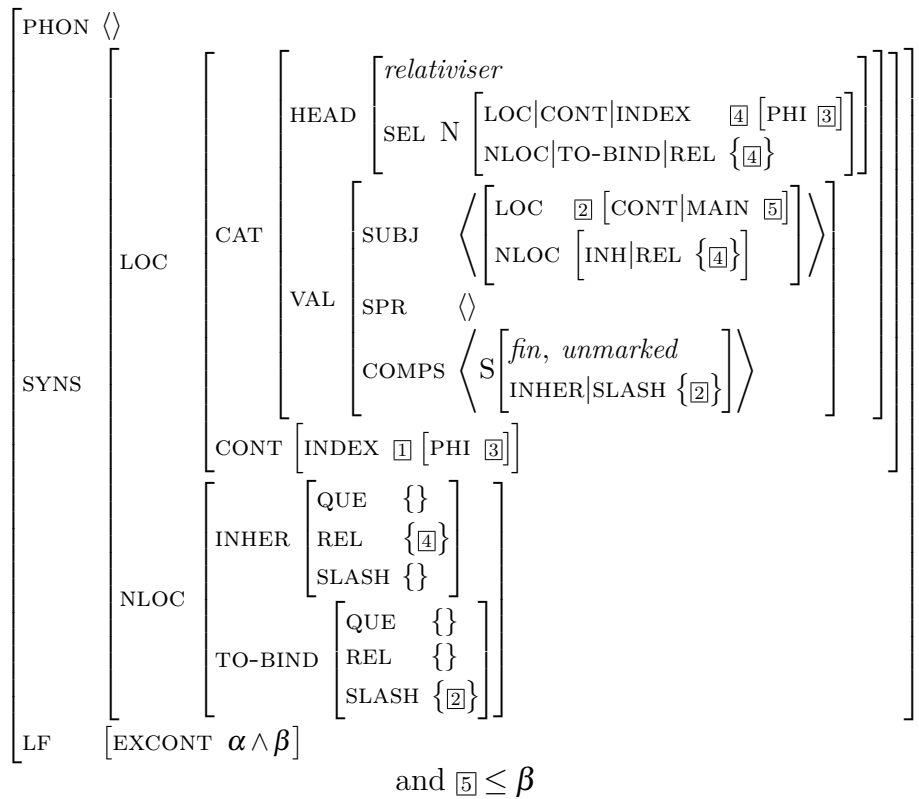 PHON ⟨⟩
HEAD [relativiser
SEL N [LOC|CONT|INDEX [4] [PHI [3]]
NLOC|TO-BIND|REL {[4]}]]
CAT
VAL [SUBJ ⟨[LOC [2] [CONT|MAIN [5]]
NLOC [INH|REL {[4]}]]⟩
SPR ⟨⟩
COMPS ⟨S[fin, unmarked
INHER|SLASH {[2]}]⟩]
LOC
CONT [INDEX [1] [PHI [3]]]
SYNS
INHER [QUE {}
REL {[4]}
SLASH {}]
NLOC
TO-BIND [QUE {}
REL {}
SLASH {[2]}]
LF [EXCONT α ∧ β]
and [5] ≤ β